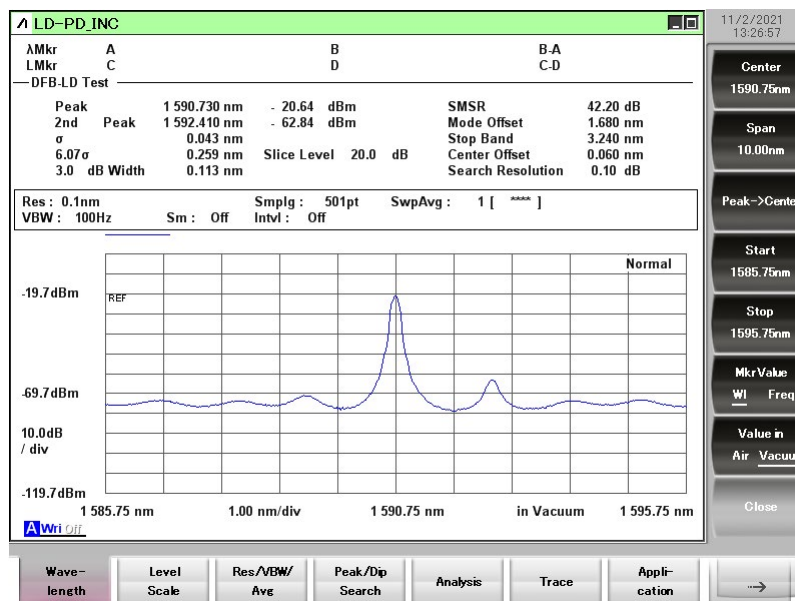 LD-PD_INC
11/2/2021
13:26:57
λMkr A B B-A
LMkr C D C-D
DFB-LD Test
Peak 1 590.730 nm - 20.64 dBm SMSR 42.20 dB
2nd Peak 1 592.410 nm - 62.84 dBm Mode Offset 1.680 nm
σ 0.043 nm Stop Band 3.240 nm
6.07σ 0.259 nm Slice Level 20.0 dB Center Offset 0.060 nm
3.0 dB Width 0.113 nm Search Resolution 0.10 dB
Res : 0.1nm Smplg : 501pt SwpAvg : 1 [ **** ]
VBW : 100Hz Sm : Off Intvl : Off
Normal
-19.7dBm
REF
-69.7dBm
10.0dB
/ div
-119.7dBm
1 585.75 nm 1.00 nm/div 1 590.75 nm in Vacuum 1 595.75 nm
A Wri Off
Center
1590.75nm
Span
10.00nm
Peak->Cente
Start
1585.75nm
Stop
1595.75nm
MkrValue
Wl Freq
Value in
Air Vacuu
Close
Wave-
length
Level
Scale
Res/VBW/
Avg
Peak/Dip
Search
Analysis
Trace
Appli-
cation